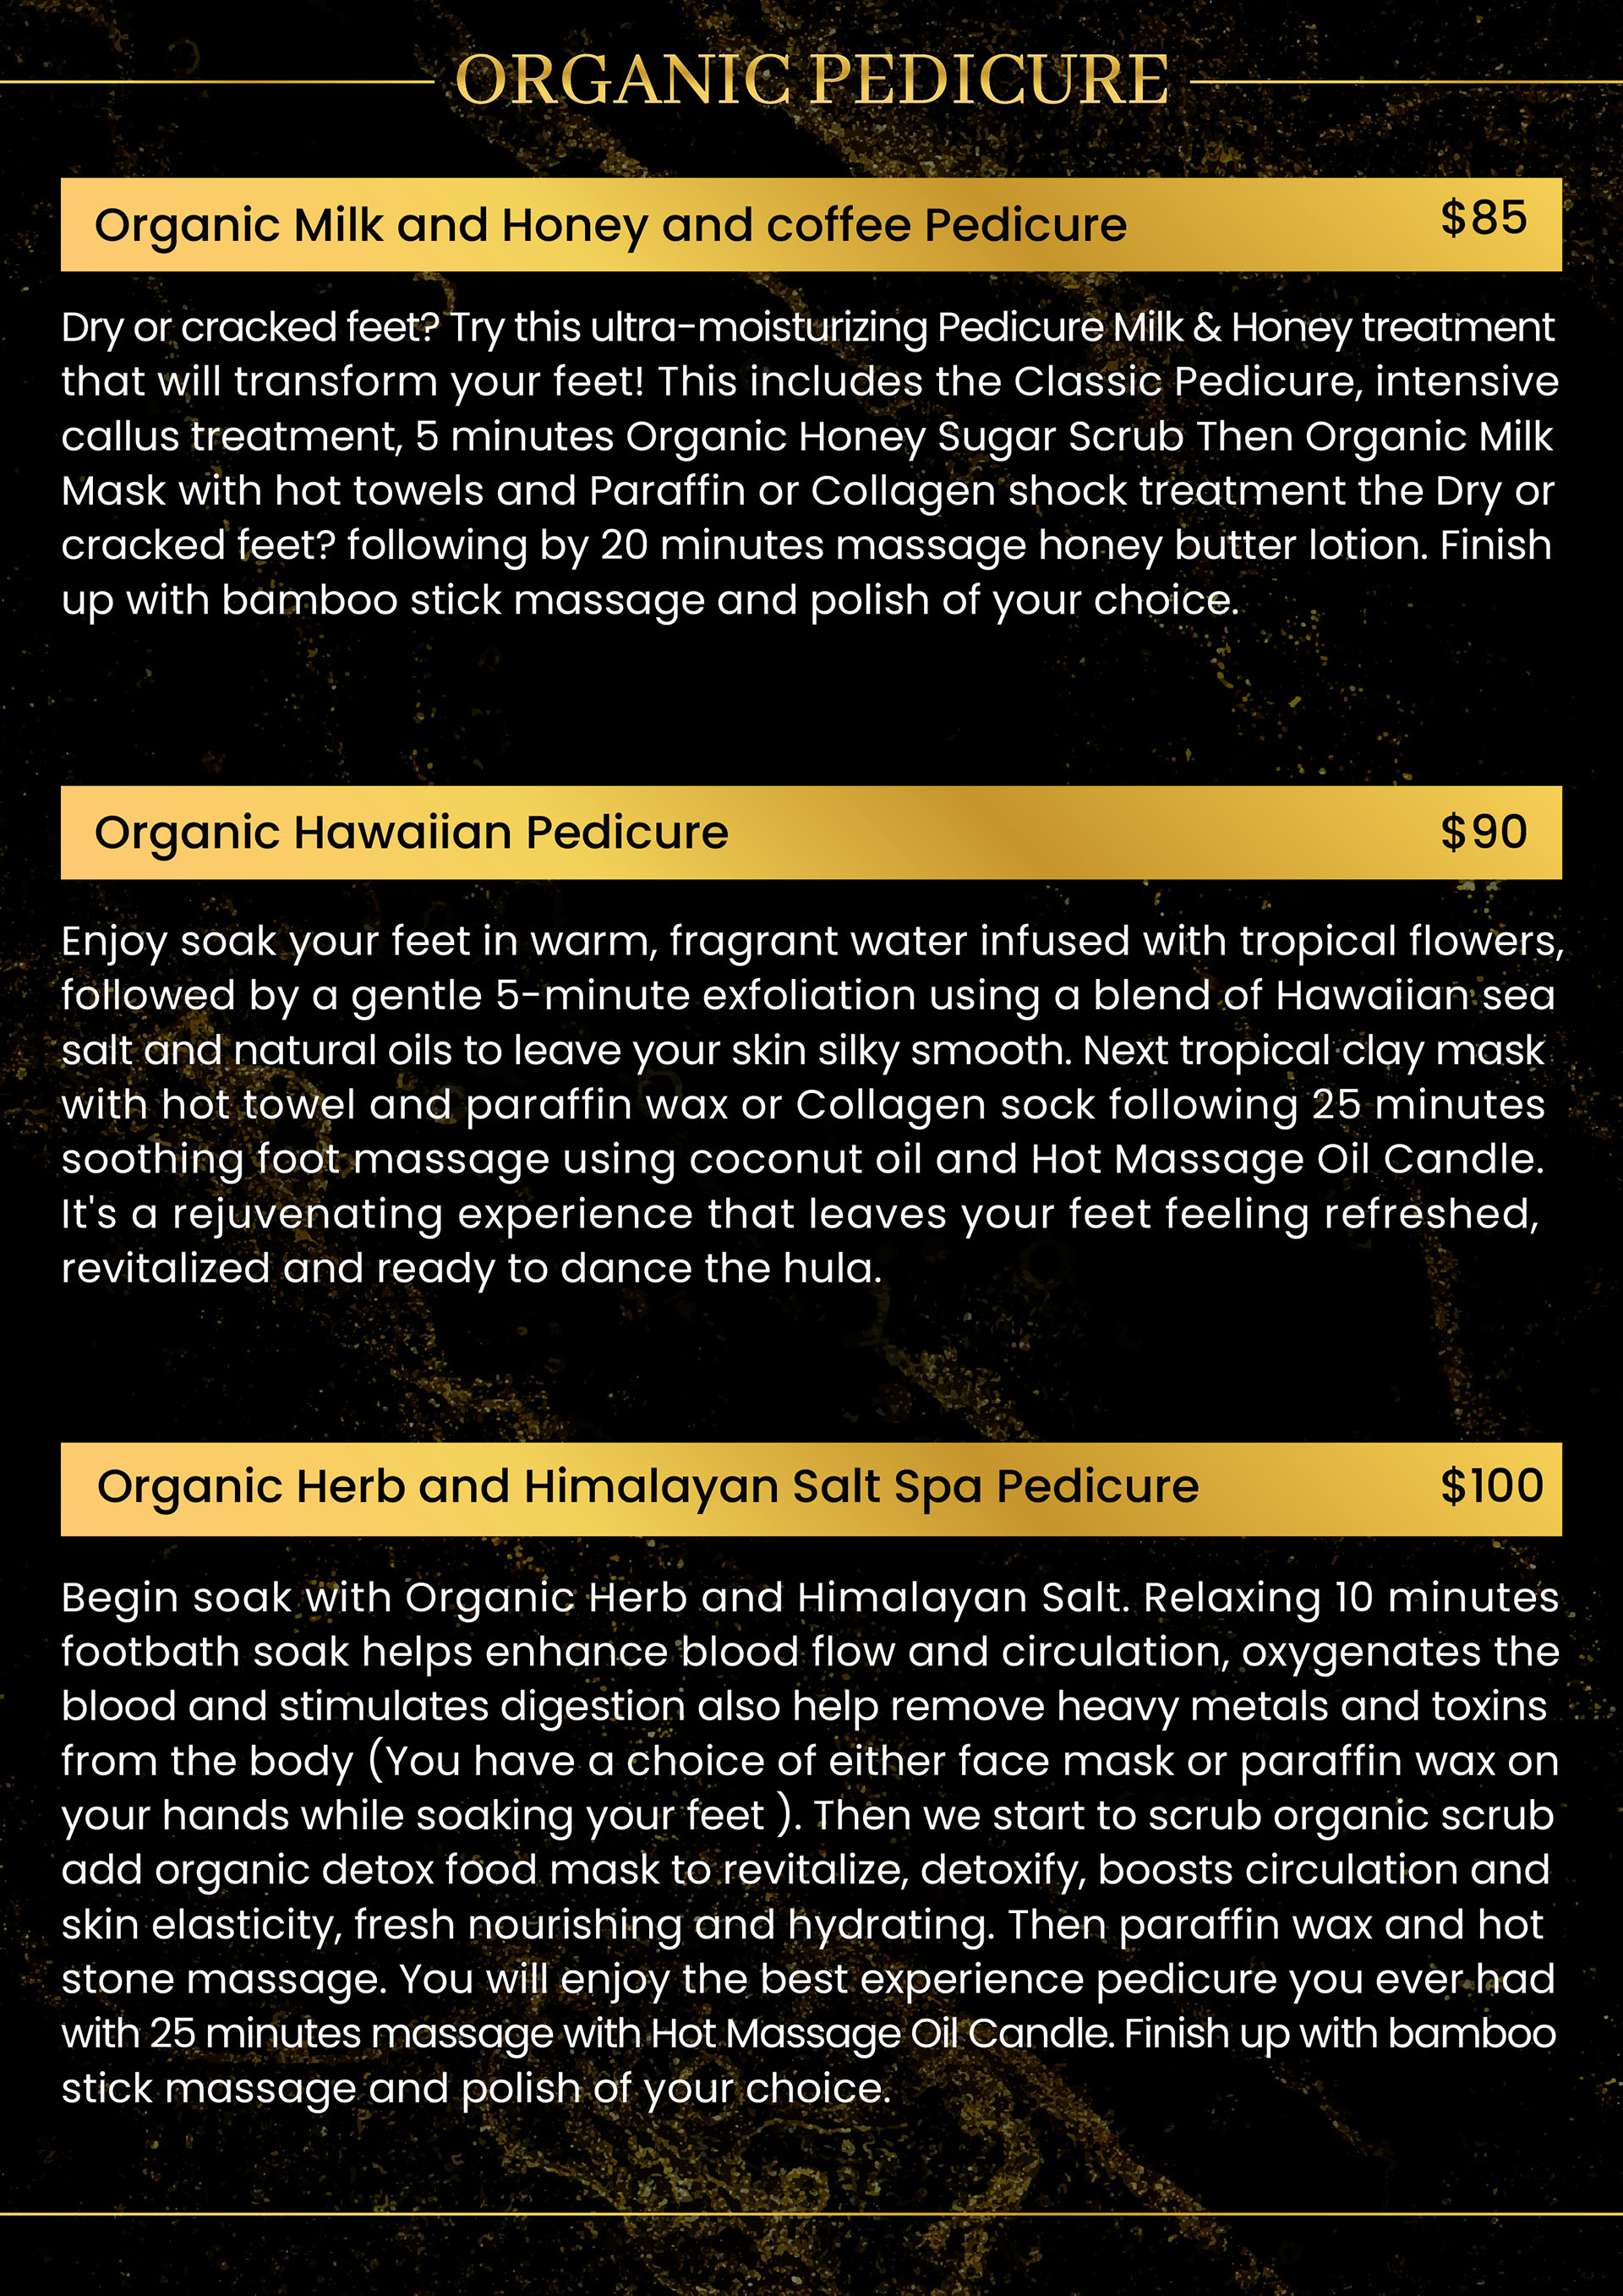 ORGANIC PEDICURE
Organic Milk and Honey and coffee Pedicure $85
Dry or cracked feet? Try this ultra-moisturizing Pedicure Milk & Honey treatment
that will transform your feet! This includes the Classic Pedicure, intensive
callus treatment, 5 minutes Organic Honey Sugar Scrub Then Organic Milk
Mask with hot towels and Paraffin or Collagen shock treatment the Dry or
cracked feet? following by 20 minutes massage honey butter lotion. Finish
up with bamboo stick massage and polish of your choice.
Organic Hawaiian Pedicure $90
Enjoy soak your feet in warm, fragrant water infused with tropical flowers,
followed by a gentle 5-minute exfoliation using a blend of Hawaiian sea
salt and natural oils to leave your skin silky smooth. Next tropical clay mask
with hot towel and paraffin wax or Collagen sock following 25 minutes
soothing foot massage using coconut oil and Hot Massage Oil Candle.
It's a rejuvenating experience that leaves your feet feeling refreshed,
revitalized and ready to dance the hula.
Organic Herb and Himalayan Salt Spa Pedicure $100
Begin soak with Organic Herb and Himalayan Salt. Relaxing 10 minutes
footbath soak helps enhance blood flow and circulation, oxygenates the
blood and stimulates digestion also help remove heavy metals and toxins
from the body (You have a choice of either face mask or paraffin wax on
your hands while soaking your feet ). Then we start to scrub organic scrub
add organic detox food mask to revitalize, detoxify, boosts circulation and
skin elasticity, fresh nourishing and hydrating. Then paraffin wax and hot
stone massage. You will enjoy the best experience pedicure you ever had
with 25 minutes massage with Hot Massage Oil Candle. Finish up with bamboo
stick massage and polish of your choice.